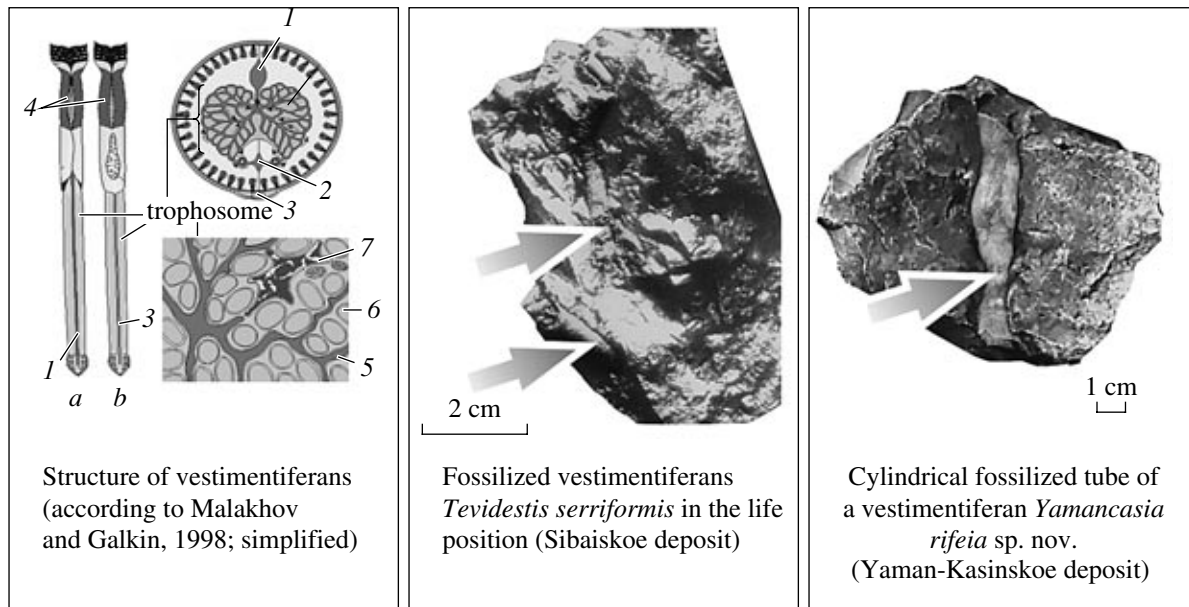 1
4
2
3
trophosome
7
6
3
5
1
a b
Structure of vestimentiferans
(according to Malakhov
and Galkin, 1998; simplified)
2 cm
Fossilized vestimentiferans
Tevidestis serriformis in the life
position (Sibaiskoe deposit)
1 cm
Cylindrical fossilized tube of
a vestimentiferan Yamancasia
rifeia sp. nov.
(Yaman-Kasinskoe deposit)